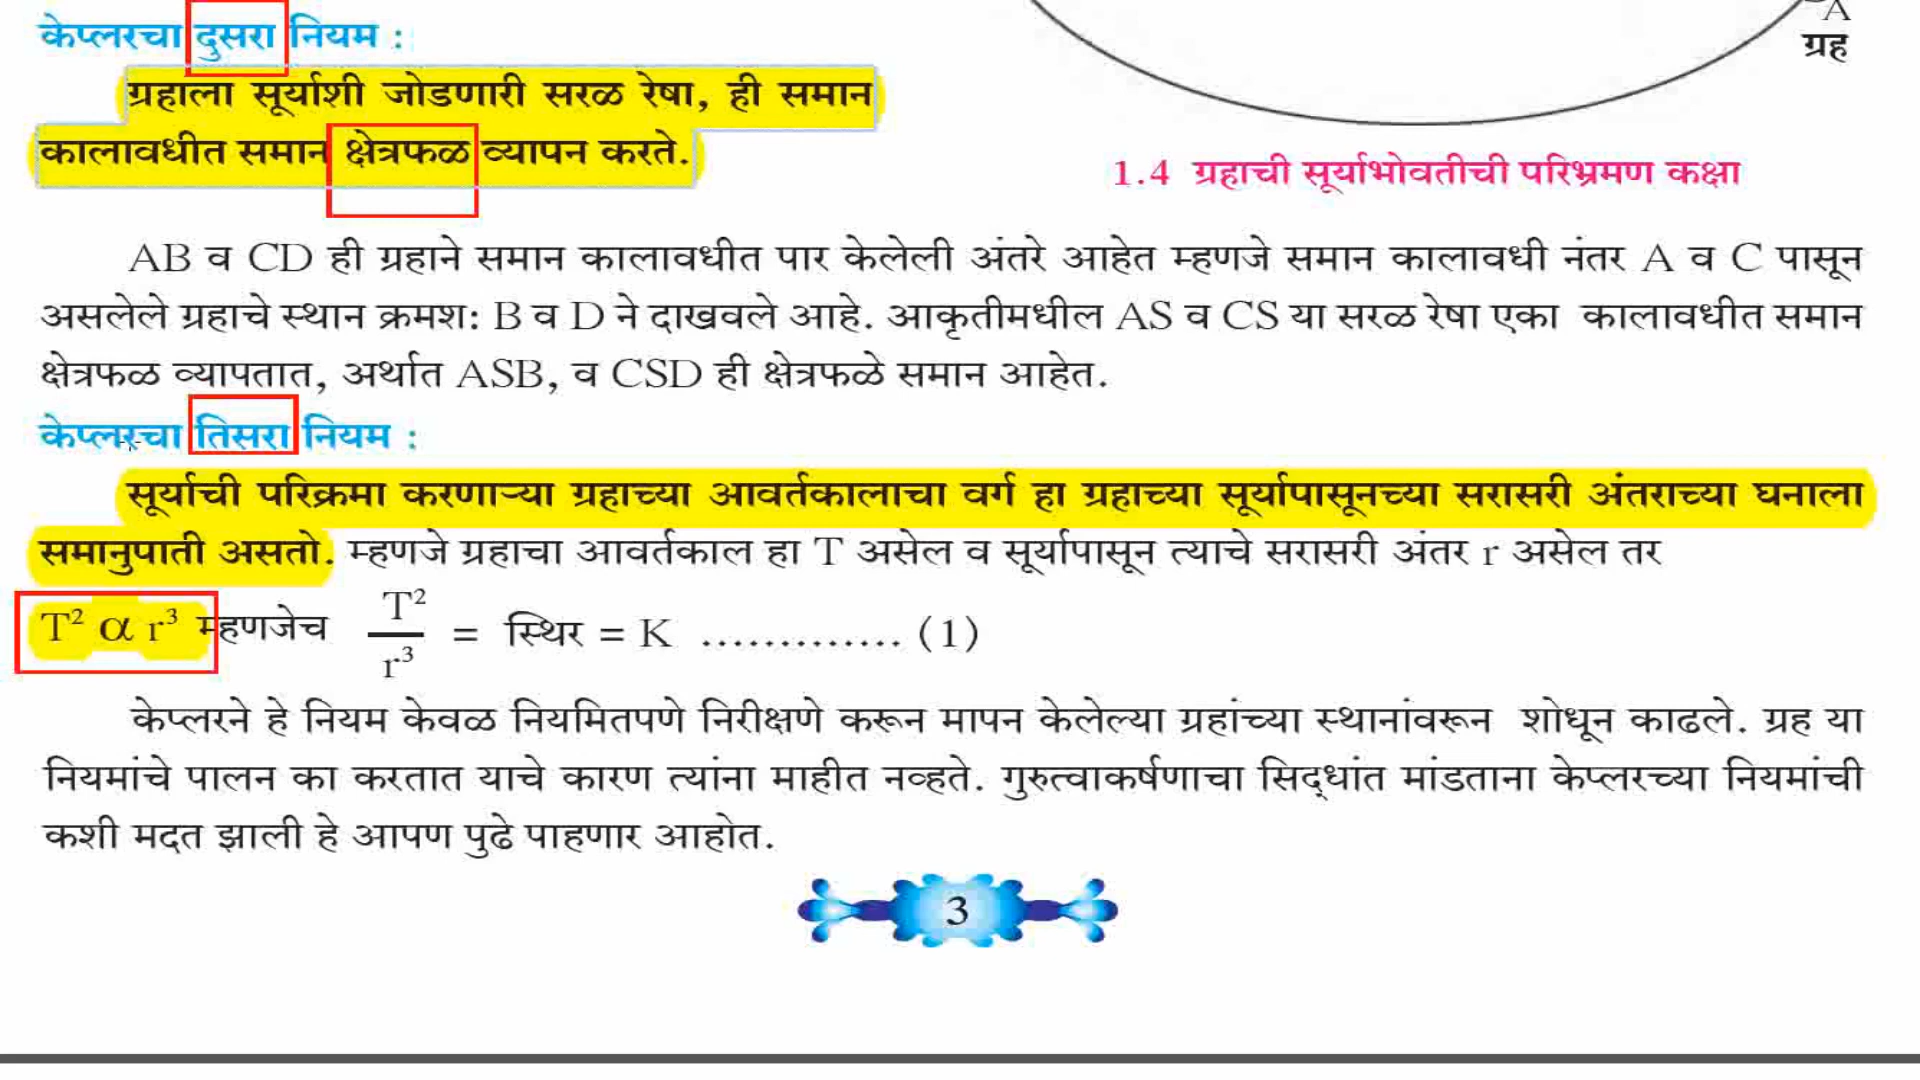 केप्लरचा दुसरा नियम :
A
ग्रह
ग्रहाला सूर्याशी जोडणारी सरळ रेषा, ही समान
कालावधीत समान क्षेत्रफळ व्यापन करते.
1.4 ग्रहाची सूर्याभोवतीची परिभ्रमण कक्षा
AB व CD ही ग्रहाने समान कालावधीत पार केलेली अंतरे आहेत म्हणजे समान कालावधी नंतर A व C पासून
असलेले ग्रहाचे स्थान क्रमश: B व D ने दाखवले आहे. आकृतीमधील AS व CS या सरळ रेषा एका कालावधीत समान
क्षेत्रफळ व्यापतात, अर्थात ASB, व CSD ही क्षेत्रफळे समान आहेत.
केप्लरचा तिसरा नियम :
सूर्याची परिक्रमा करणाऱ्या ग्रहाच्या आवर्तकालाचा वर्ग हा ग्रहाच्या सूर्यापासूनच्या सरासरी अंतराच्या घनाला
समानुपाती असतो. म्हणजे ग्रहाचा आवर्तकाल हा T असेल व सूर्यापासून त्याचे सरासरी अंतर r असेल तर
T² α r³ म्हणजेच T²/r³ = स्थिर = K ............. (1)
केप्लरने हे नियम केवळ नियमितपणे निरीक्षणे करून मापन केलेल्या ग्रहांच्या स्थानांवरून शोधून काढले. ग्रह या
नियमांचे पालन का करतात याचे कारण त्यांना माहीत नव्हते. गुरुत्वाकर्षणाचा सिद्धांत मांडताना केप्लरच्या नियमांची
कशी मदत झाली हे आपण पुढे पाहणार आहोत.
3